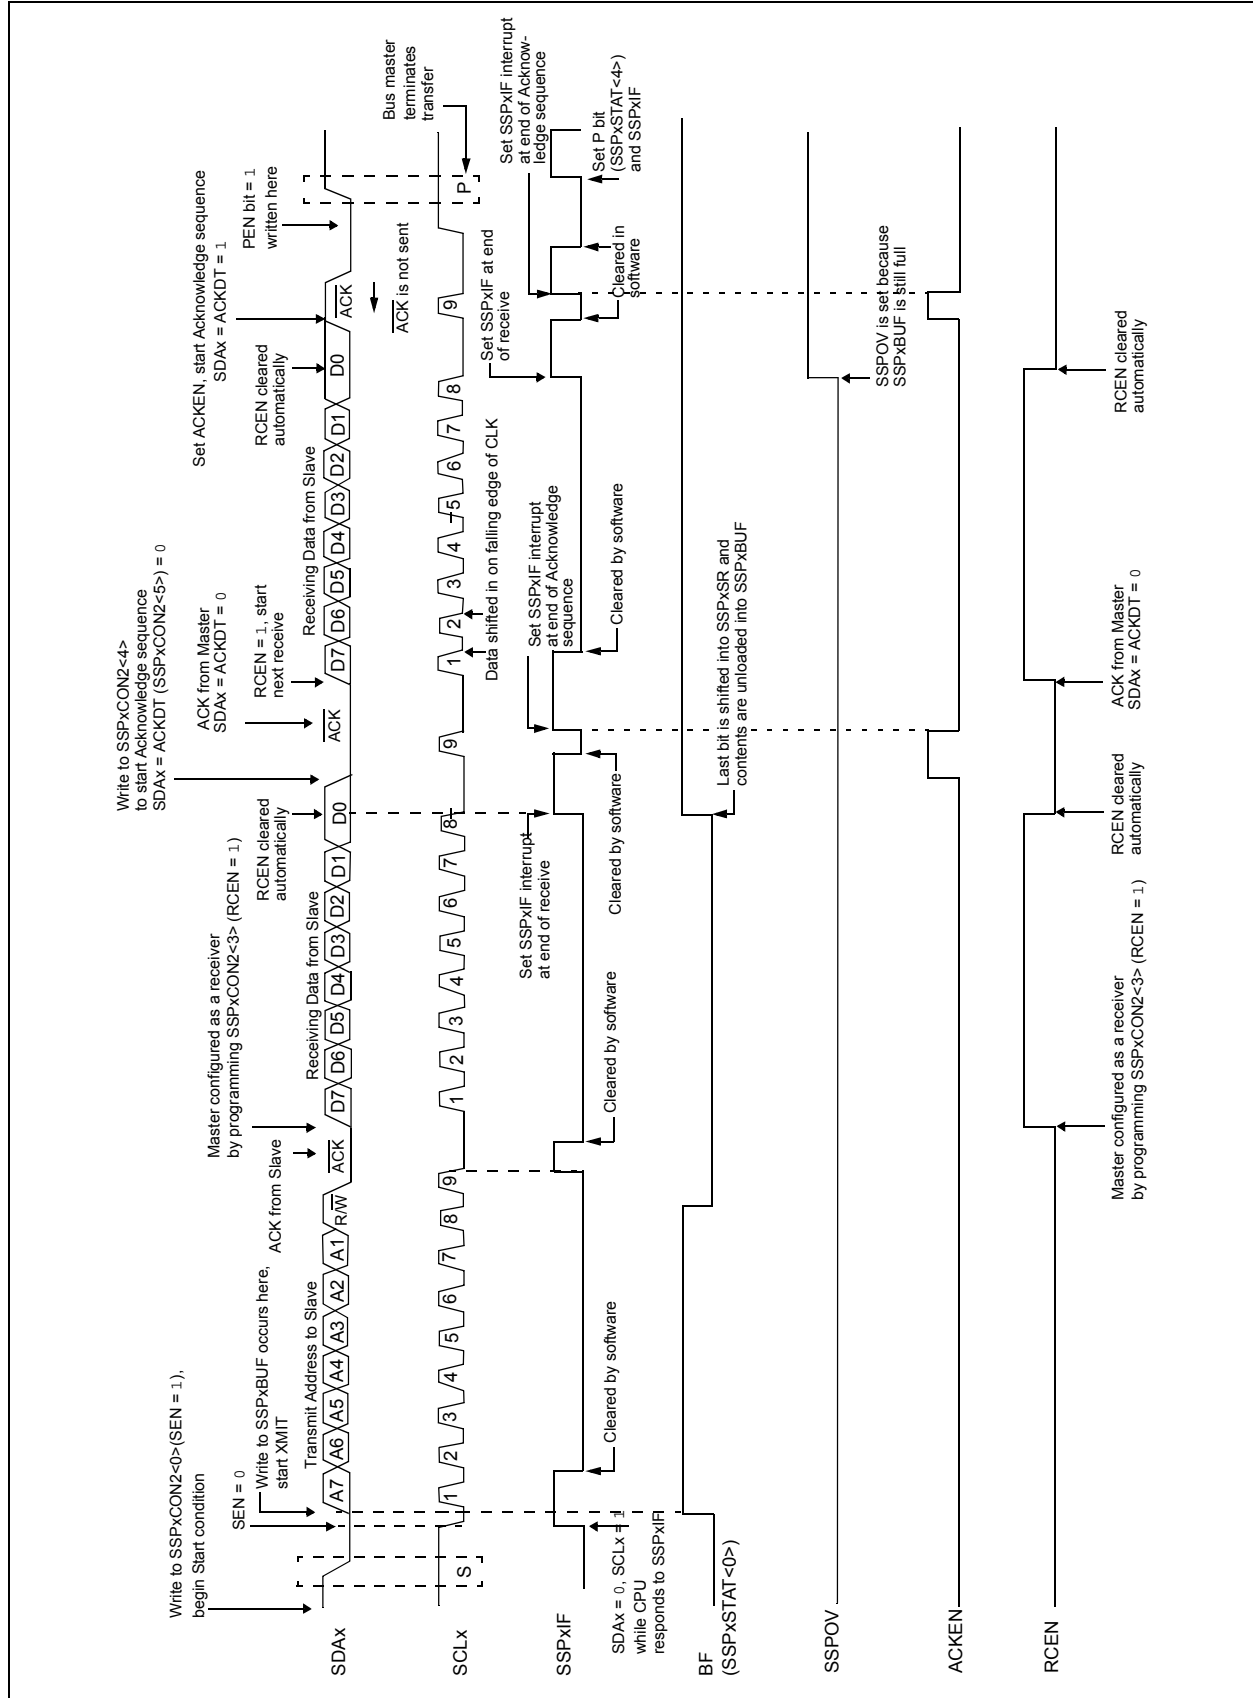 Write to SSPxCON2<0>(SEN = 1),
begin Start condition
SEN = 0
Write to SSPxBUF occurs here,
start XMIT
ACK from Slave
Master configured as a receiver
by programming SSPxCON2<3> (RCEN = 1)
RCEN cleared
automatically
Write to SSPxCON2<4>
to start Acknowledge sequence
SDAx = ACKDT (SSPxCON2<5>) = 0
ACK from Master
SDAx = ACKDT = 0
RCEN = 1, start
next receive
RCEN cleared
automatically
Set ACKEN, start Acknowledge sequence
SDAx = ACKDT = 1
PEN bit = 1
written here
Transmit Address to Slave
Receiving Data from Slave
Receiving Data from Slave
SDAx
A7 A6 A5 A4 A3 A2 A1 R/W ACK D7 D6 D5 D4 D3 D2 D1 D0 ACK D7 D6 D5 D4 D3 D2 D1 D0 ACK
ACK is not sent
Bus master
terminates
transfer
SCLx
S 1 2 3 4 5 6 7 8 9 1 2 3 4 5 6 7 8 9 1 2 3 4 5 6 7 8 9 P
Data shifted in on falling edge of CLK
Set SSPxIF interrupt
at end of receive
Set SSPxIF interrupt
at end of Acknowledge
sequence
Set SSPxIF at end
of receive
Set SSPxIF interrupt
at end of Acknow-
ledge sequence
SSPxIF
SDAx = 0, SCLx = 1
while CPU
responds to SSPxIF
Cleared by software
Cleared by software
Cleared by software
Cleared by software
Cleared in
software
Set P bit
(SSPxSTAT<4>)
and SSPxIF
BF
(SSPxSTAT<0>)
Last bit is shifted into SSPxSR and
contents are unloaded into SSPxBUF
SSPOV
SSPOV is set because
SSPxBUF is still full
ACKEN
RCEN
Master configured as a receiver
by programming SSPxCON2<3> (RCEN = 1)
RCEN cleared
automatically
ACK from Master
SDAx = ACKDT = 0
RCEN cleared
automatically